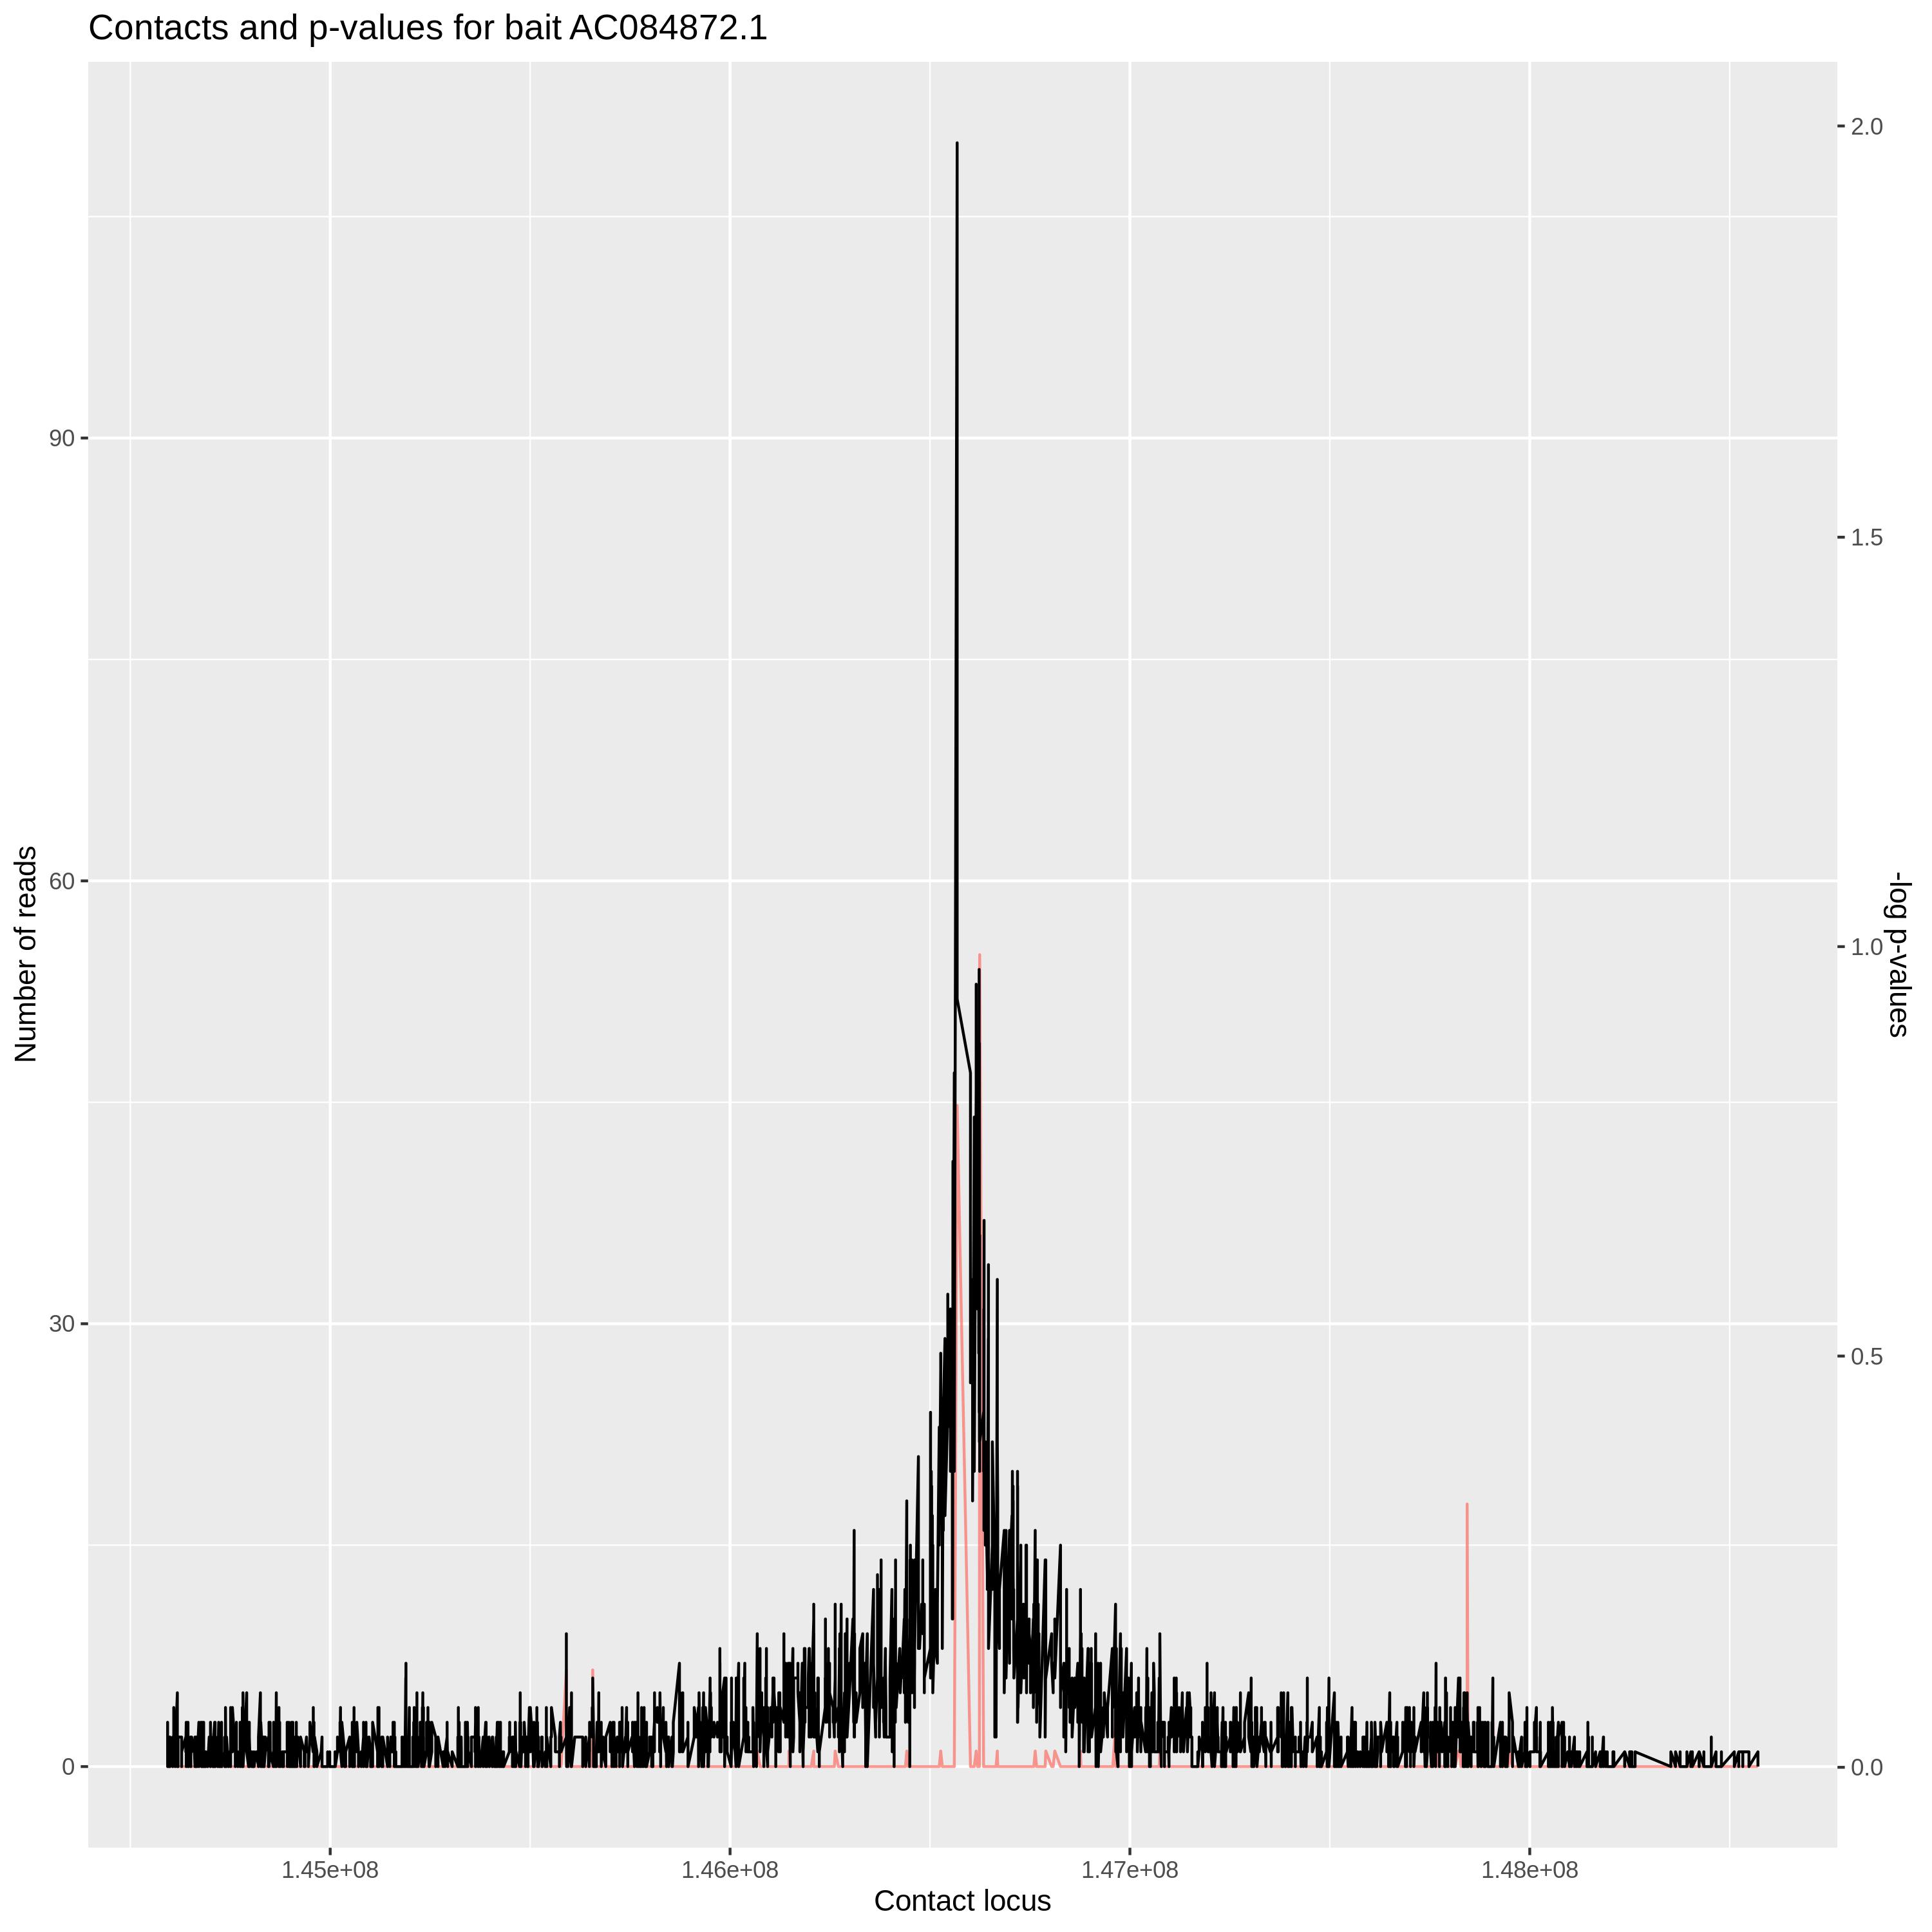 Contacts and p-values for bait AC084872.1
2.0
90
1.5
60
1.0
30
0.5
0
0.0
Number of reads
-log p-values
1.45e+08
1.46e+08
1.47e+08
1.48e+08
Contact locus